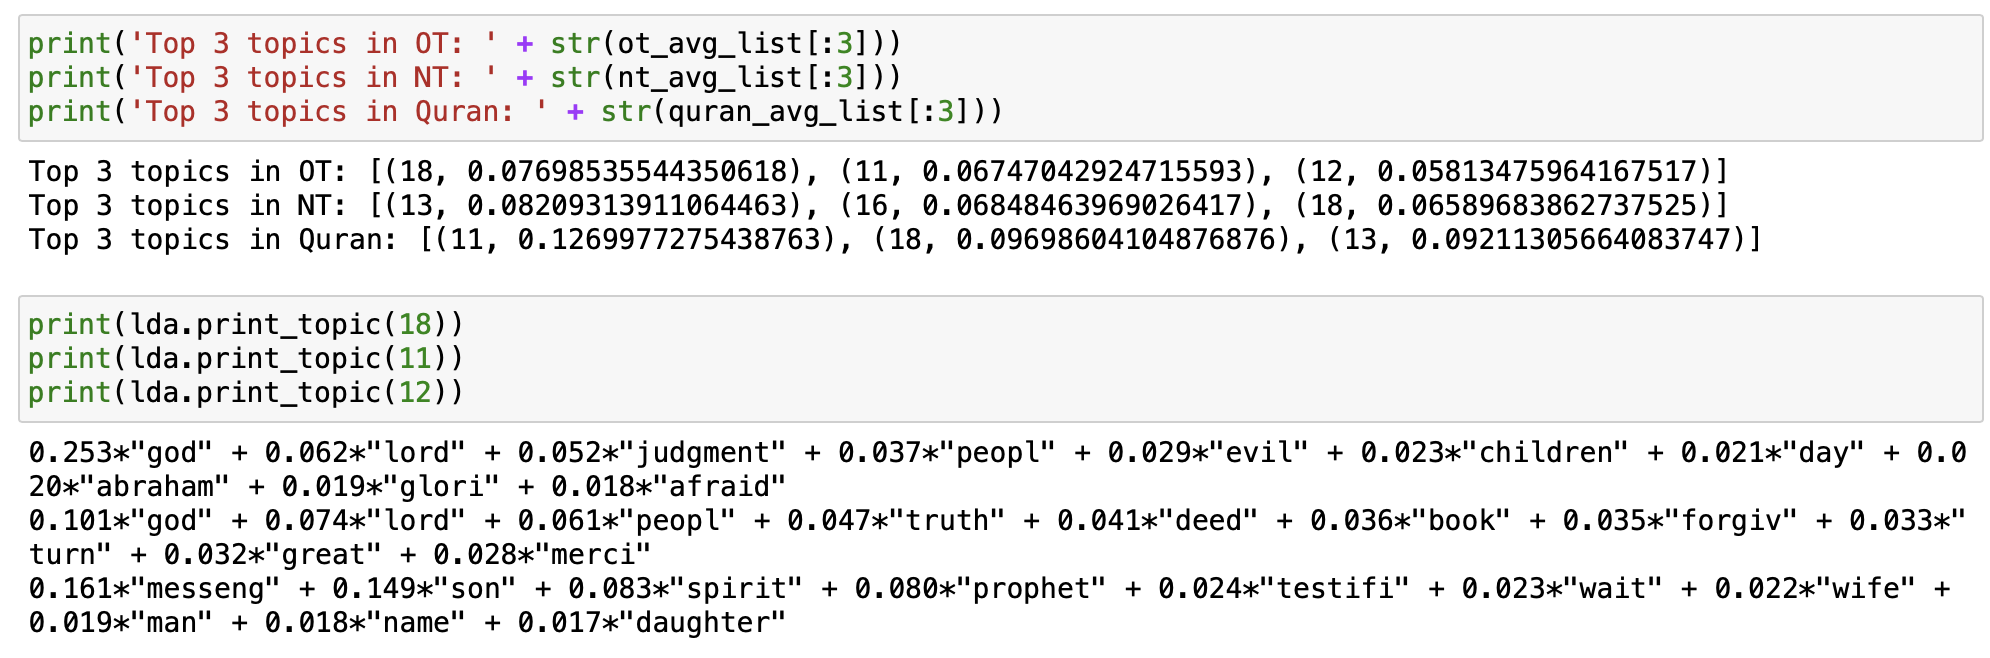 print('Top 3 topics in OT: ' + str(ot_avg_list[:3]))
print('Top 3 topics in NT: ' + str(nt_avg_list[:3]))
print('Top 3 topics in Quran: ' + str(quran_avg_list[:3]))
Top 3 topics in OT: [(18, 0.07698535544350618), (11, 0.06747042924715593), (12, 0.05813475964167517)]
Top 3 topics in NT: [(13, 0.08209313911064463), (16, 0.06848463969026417), (18, 0.06589683862737525)]
Top 3 topics in Quran: [(11, 0.1269977275438763), (18, 0.09698604104876876), (13, 0.09211305664083747)]
print(lda.print_topic(18))
print(lda.print_topic(11))
print(lda.print_topic(12))
0.253*"god" + 0.062*"lord" + 0.052*"judgment" + 0.037*"peopl" + 0.029*"evil" + 0.023*"children" + 0.021*"day" + 0.0
20*"abraham" + 0.019*"glori" + 0.018*"afraid"
0.101*"god" + 0.074*"lord" + 0.061*"peopl" + 0.047*"truth" + 0.041*"deed" + 0.036*"book" + 0.035*"forgiv" + 0.033*"
turn" + 0.032*"great" + 0.028*"merci"
0.161*"messeng" + 0.149*"son" + 0.083*"spirit" + 0.080*"prophet" + 0.024*"testifi" + 0.023*"wait" + 0.022*"wife" +
0.019*"man" + 0.018*"name" + 0.017*"daughter"